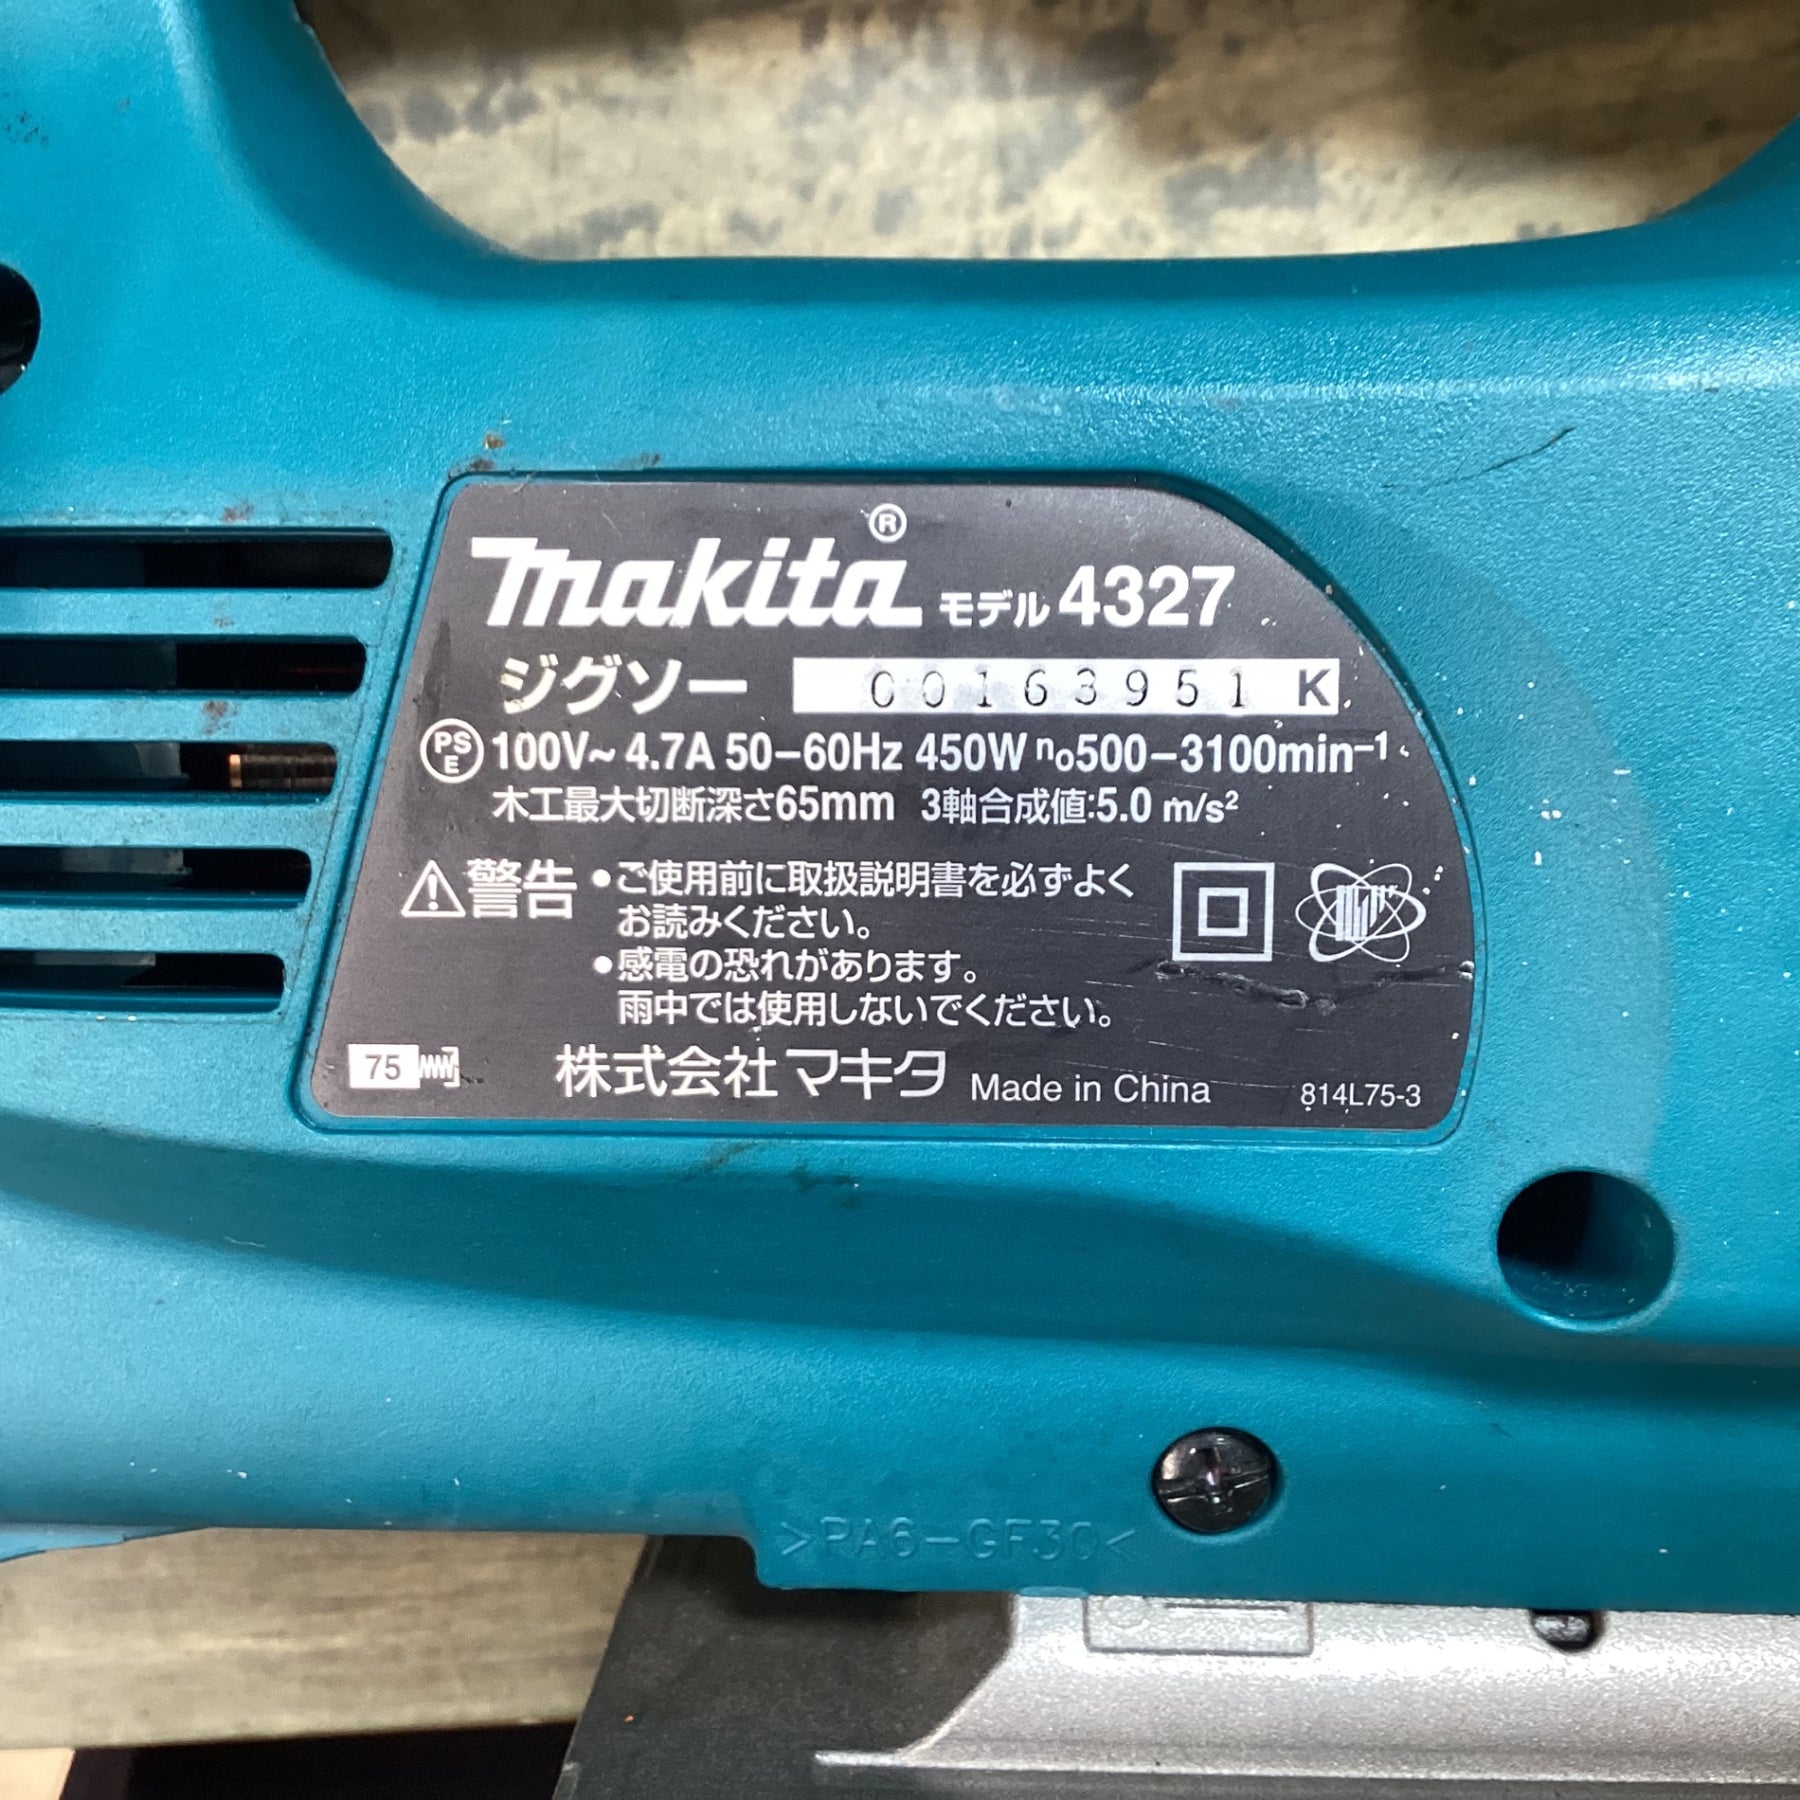 makita® モデル 4327
ジグソー 00163951 K
PSE 100V~ 4.7A 50–60Hz 450W n₀500–3100min⁻¹
木工最大切断深さ65mm 3軸合成値:5.0 m/s²
⚠警告 •ご使用前に取扱説明書を必ずよく
お読みください。
•感電の恐れがあります。
雨中では使用しないでください。
75 株式会社マキタ Made in China 814L75-3
>PA6-GF30<